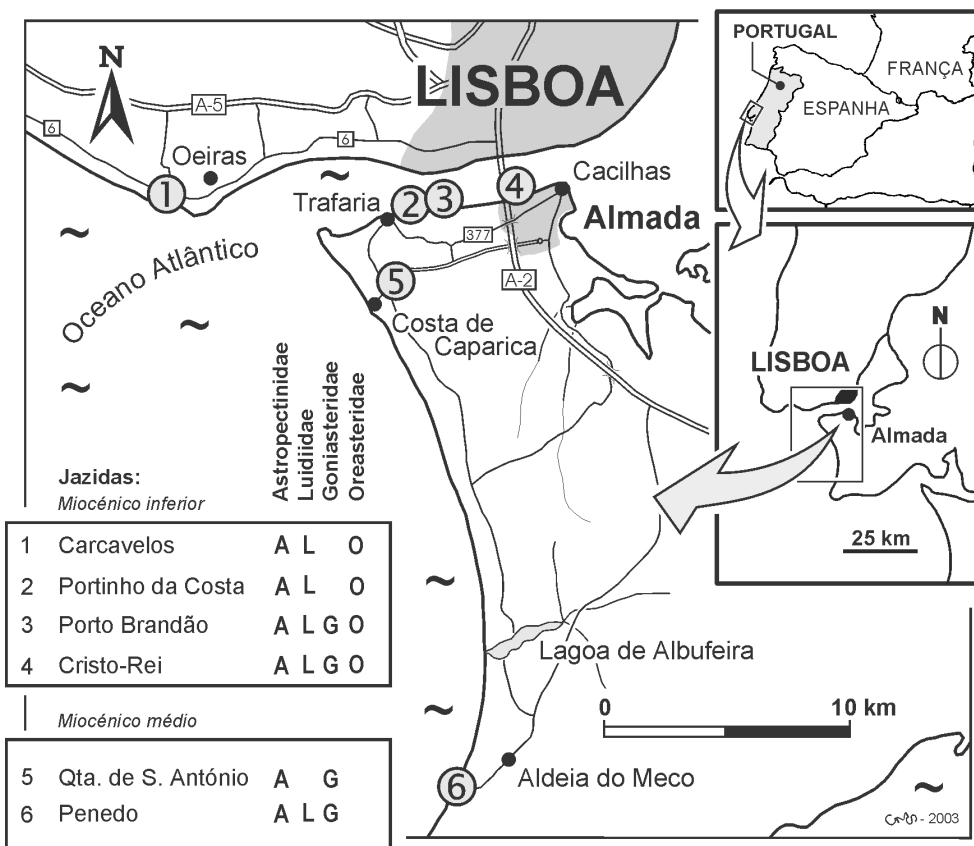 N
LISBOA
A-5
6
6
Oeiras
1
Trafaria
2
3
4
Cacilhas
Almada
377
5
A-2
Oceano Atlântico
Costa de
Caparica
Lagoa de Albufeira
0 10 km
Aldeia do Meco
6
PORTUGAL
FRANÇA
ESPANHA
N
LISBOA
Almada
25 km
Jazidas:
Astropectinidae
Luidiidae
Goniasteridae
Oreasteridae
Miocénico inferior
1 Carcavelos A L O
2 Portinho da Costa A L O
3 Porto Brandão A L G O
4 Cristo-Rei A L G O
Miocénico médio
5 Qta. de S. António A G
6 Penedo A L G
- 2003